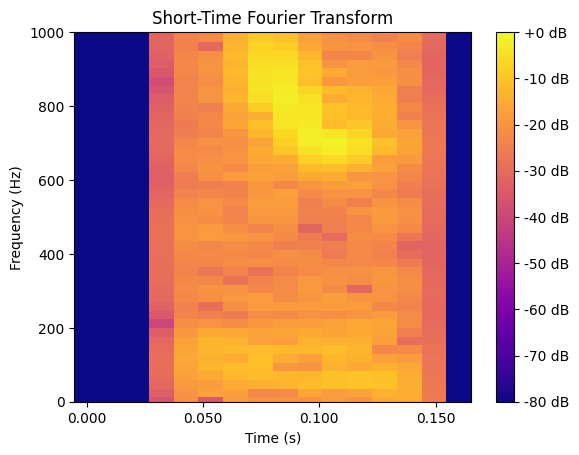 Short-Time Fourier Transform
1000
800
600
400
200
0
Frequency (Hz)
0.000
0.050
0.100
0.150
Time (s)
+0 dB
-10 dB
-20 dB
-30 dB
-40 dB
-50 dB
-60 dB
-70 dB
-80 dB